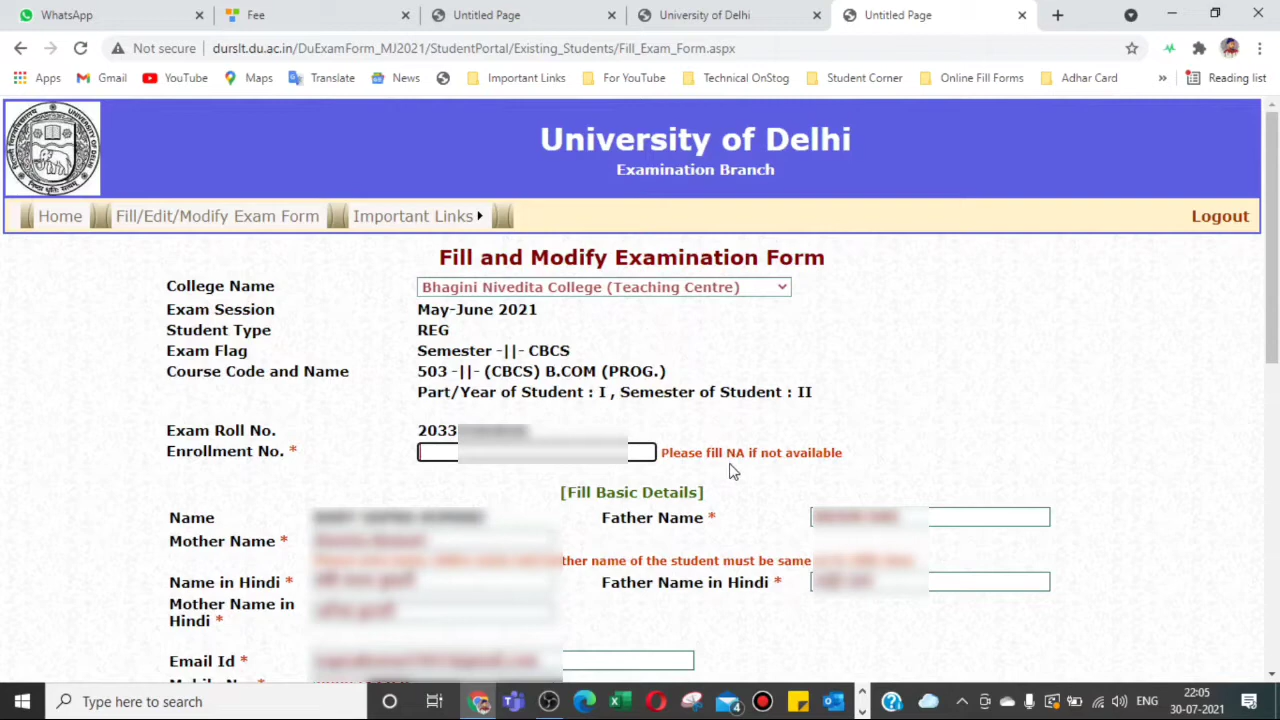 WhatsApp
Fee
Untitled Page
University of Delhi
Untitled Page
Not secure
durslt.du.ac.in/DuExamForm_MJ2021/StudentPortal/Existing_Students/Fill_Exam_Form.aspx
Apps Gmail YouTube Maps Translate News Important Links For YouTube Technical OnStog Student Corner Online Fill Forms Adhar Card » Reading list
University of Delhi
Examination Branch
Home Fill/Edit/Modify Exam Form Important Links Logout
Fill and Modify Examination Form
College Name Bhagini Nivedita College (Teaching Centre)
Exam Session May-June 2021
Student Type REG
Exam Flag Semester -||- CBCS
Course Code and Name 503 -||- (CBCS) B.COM (PROG.)
Part/Year of Student : I , Semester of Student : II
Exam Roll No. 2033
Enrollment No. * Please fill NA if not available
[Fill Basic Details]
Name Father Name *
Mother Name *
ther name of the student must be same
Name in Hindi * Father Name in Hindi *
Mother Name in
Hindi *
Email Id *
Type here to search
4
ENG
22:05
30-07-2021